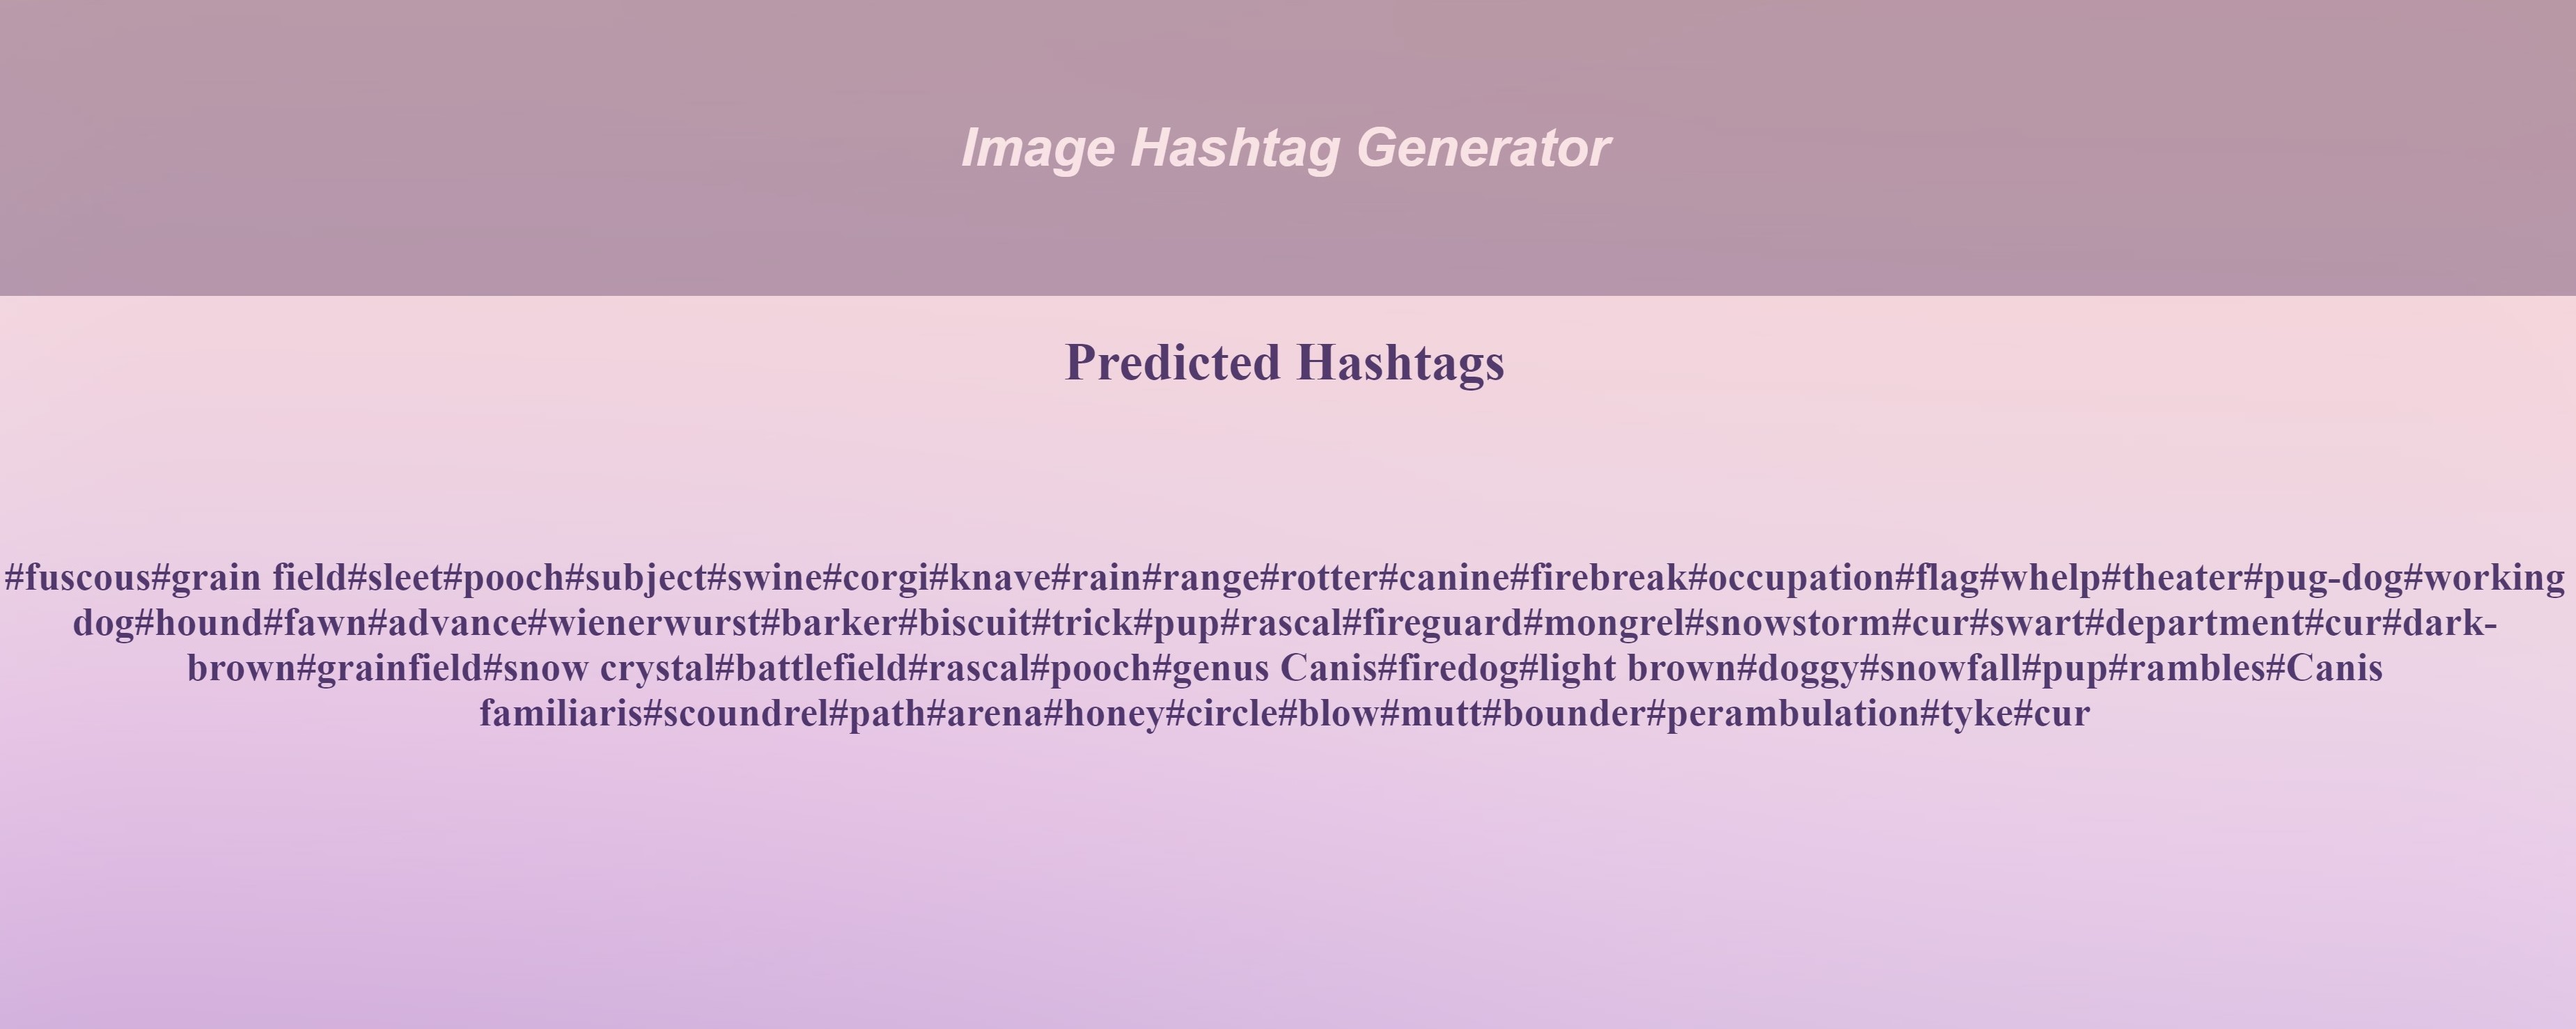 Image Hashtag Generator
Predicted Hashtags
#fuscous#grain field#sleet#pooch#subject#swine#corgi#knave#rain#range#rotter#canine#firebreak#occupation#flag#whelp#theater#pug-dog#working
dog#hound#fawn#advance#wienerwurst#barker#biscuit#trick#pup#rascal#fireguard#mongrel#snowstorm#cur#swart#department#cur#dark-
brown#grainfield#snow crystal#battlefield#rascal#pooch#genus Canis#firedog#light brown#doggy#snowfall#pup#rambles#Canis
familiaris#scoundrel#path#arena#honey#circle#blow#mutt#bounder#perambulation#tyke#cur